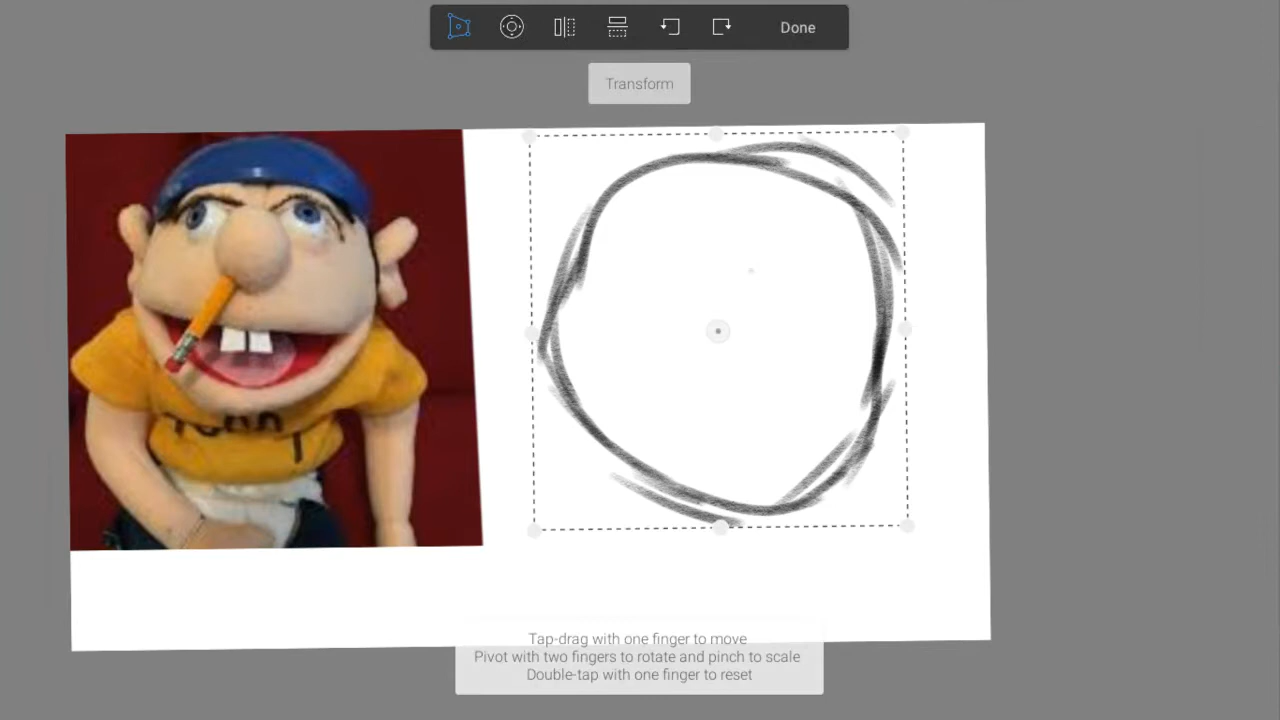 Done
Transform
Tap-drag with one finger to move
Pivot with two fingers to rotate and pinch to scale
Double-tap with one finger to reset